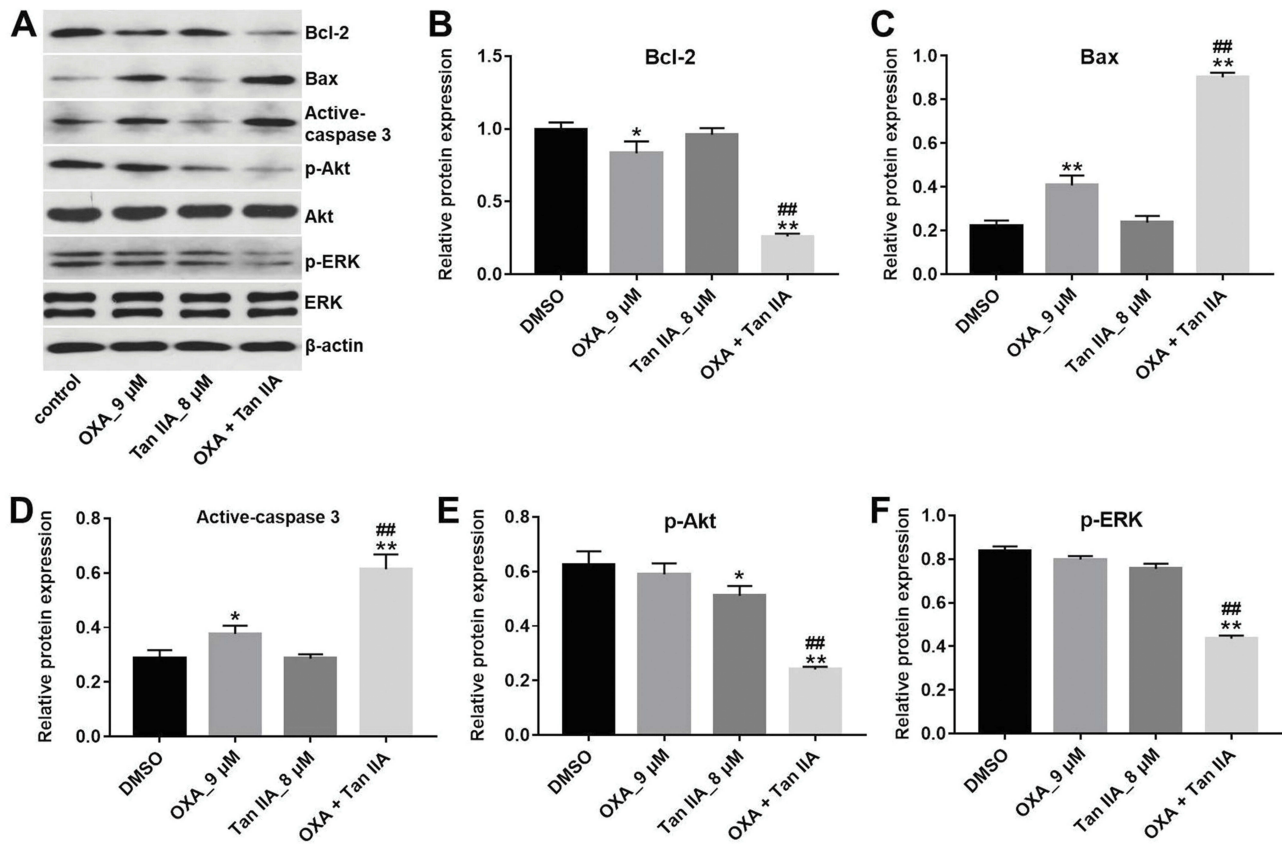 A
Bcl-2
Bax
Active-
caspase 3
p-Akt
Akt
p-ERK
ERK
β-actin
control
OXA_9 μM
Tan IIA_8 μM
OXA + Tan IIA
B
Bcl-2
Relative protein expression
1.5
1.0
0.5
0.0
*
##
**
DMSO
OXA_9 μM
Tan IIA_8 μM
OXA + Tan IIA
C
Bax
Relative protein expression
1.0
0.8
0.6
0.4
0.2
0.0
**
##
**
DMSO
OXA_9 μM
Tan IIA_8 μM
OXA + Tan IIA
D
Active-caspase 3
Relative protein expression
0.8
0.6
0.4
0.2
0.0
*
##
**
DMSO
OXA_9 μM
Tan IIA_8 μM
OXA + Tan IIA
E
p-Akt
Relative protein expression
0.8
0.6
0.4
0.2
0.0
*
##
**
DMSO
OXA_9 μM
Tan IIA_8 μM
OXA + Tan IIA
F
p-ERK
Relative protein expression
1.0
0.8
0.6
0.4
0.2
0.0
##
**
DMSO
OXA_9 μM
Tan IIA_8 μM
OXA + Tan IIA